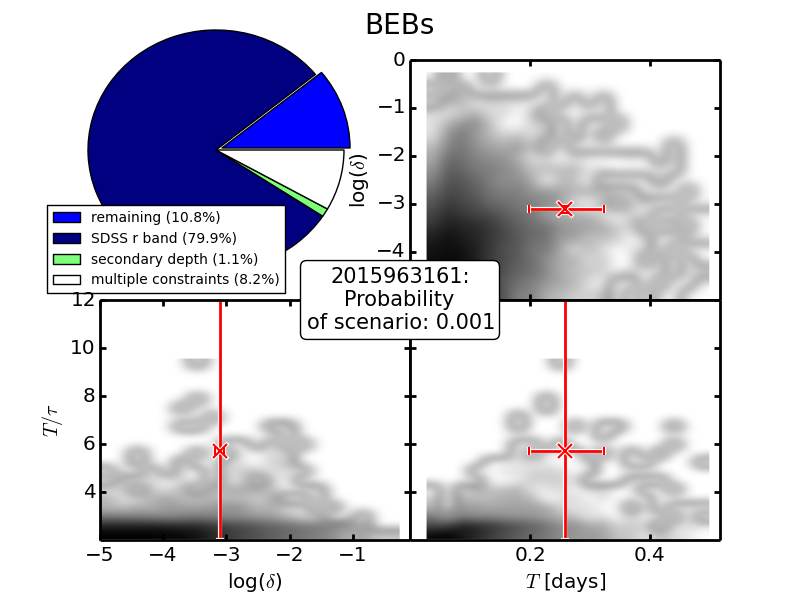 BEBs
remaining (10.8%)
SDSS r band (79.9%)
secondary depth (1.1%)
multiple constraints (8.2%)
0
−1
−2
−3
−4
log(δ)
2015963161:
Probability
of scenario: 0.001
12
10
8
6
4
T/τ
−5 −4 −3 −2 −1
log(δ)
0.2 0.4
T [days]